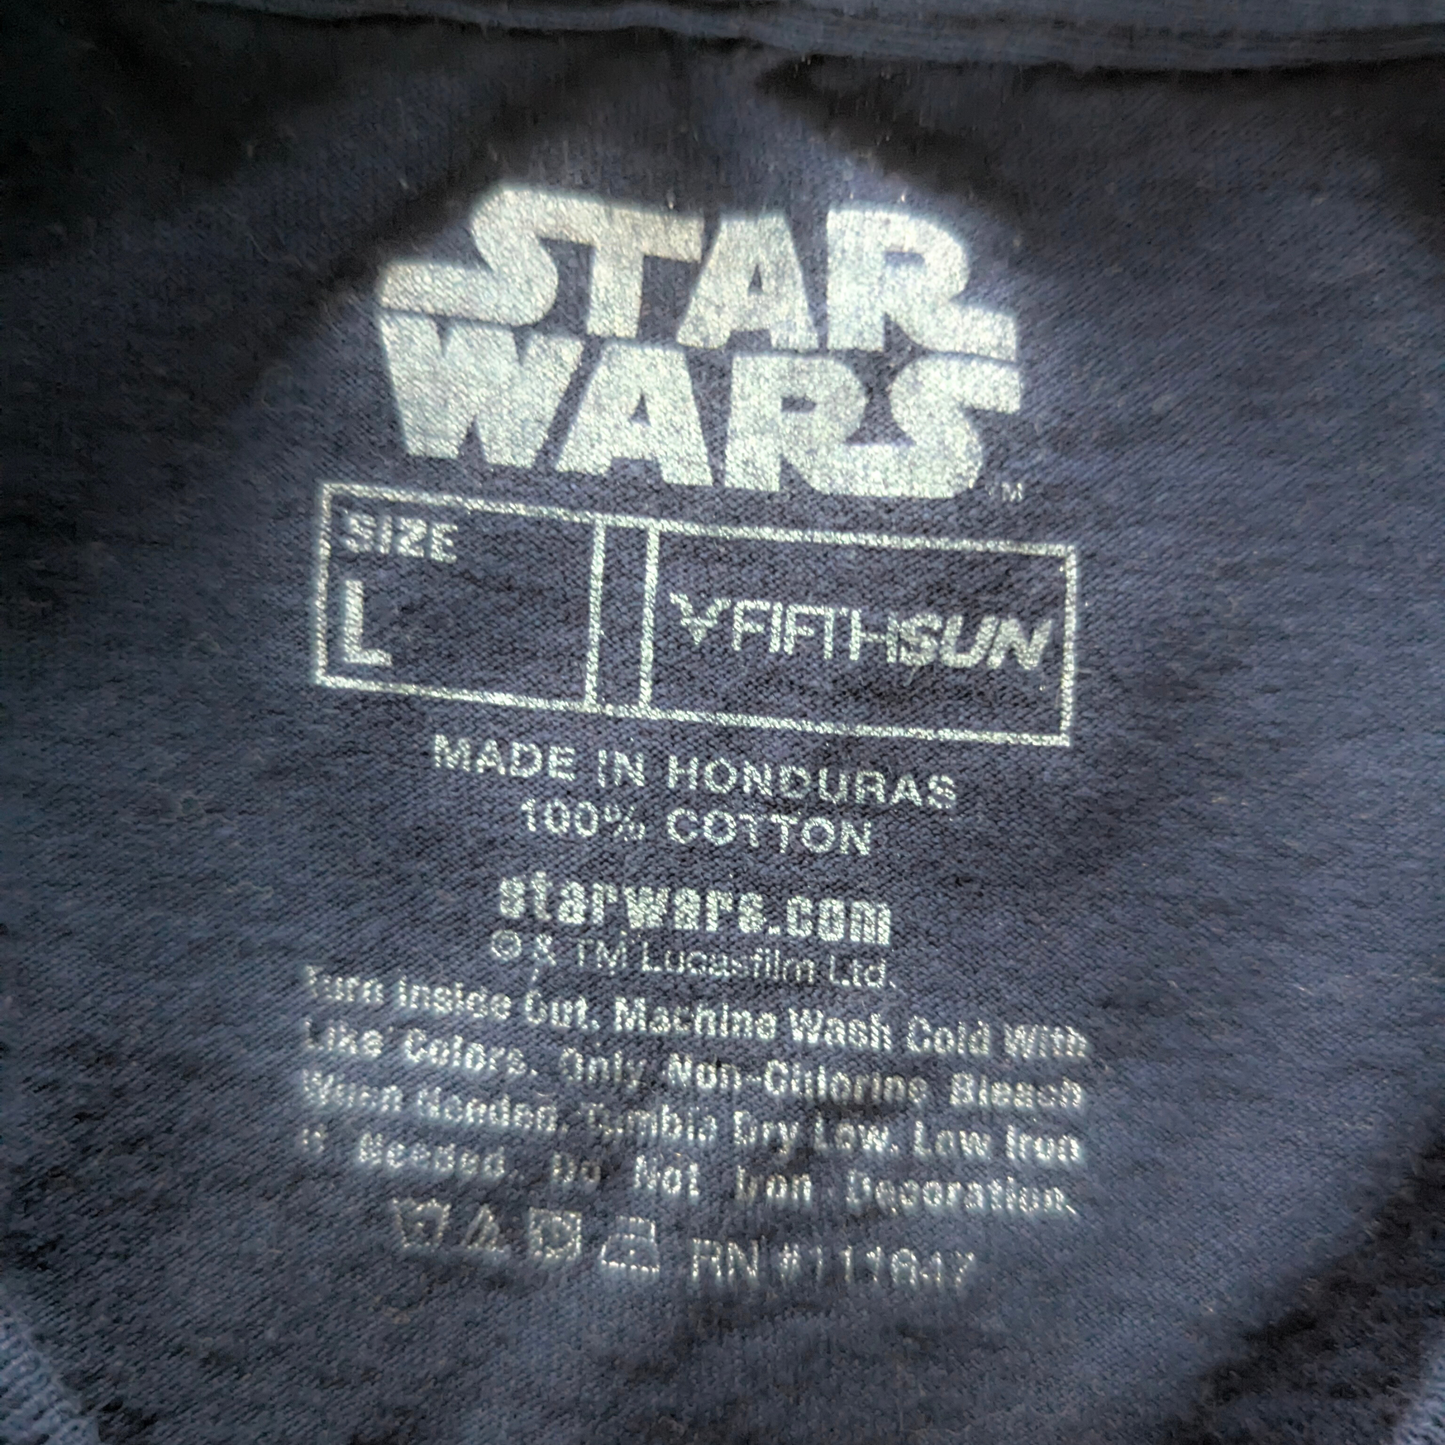 STAR
WARS
TM
SIZE
L
FIFTHSUN
MADE IN HONDURAS
100% COTTON
starwars.com
© & TM Lucasfilm Ltd.
Turn Inside Out. Machine Wash Cold With
Like Colors. Only Non-Chlorine Bleach
When Needed. Tumble Dry Low. Low Iron
If Needed. Do Not Iron Decoration.
RN #111847